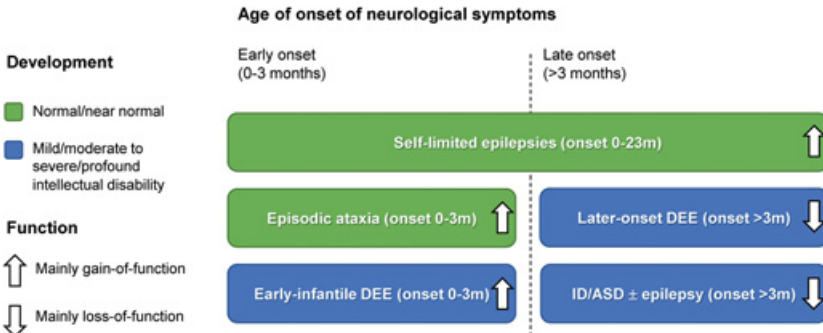 Age of onset of neurological symptoms
Early onset
(0-3 months)
Late onset
(>3 months)
Development
Normal/near normal
Mild/moderate to
severe/profound
intellectual disability
Function
Mainly gain-of-function
Mainly loss-of-function
Self-limited epilepsies (onset 0-23m)
Episodic ataxia (onset 0-3m)
Later-onset DEE (onset >3m)
Early-infantile DEE (onset 0-3m)
ID/ASD ± epilepsy (onset >3m)